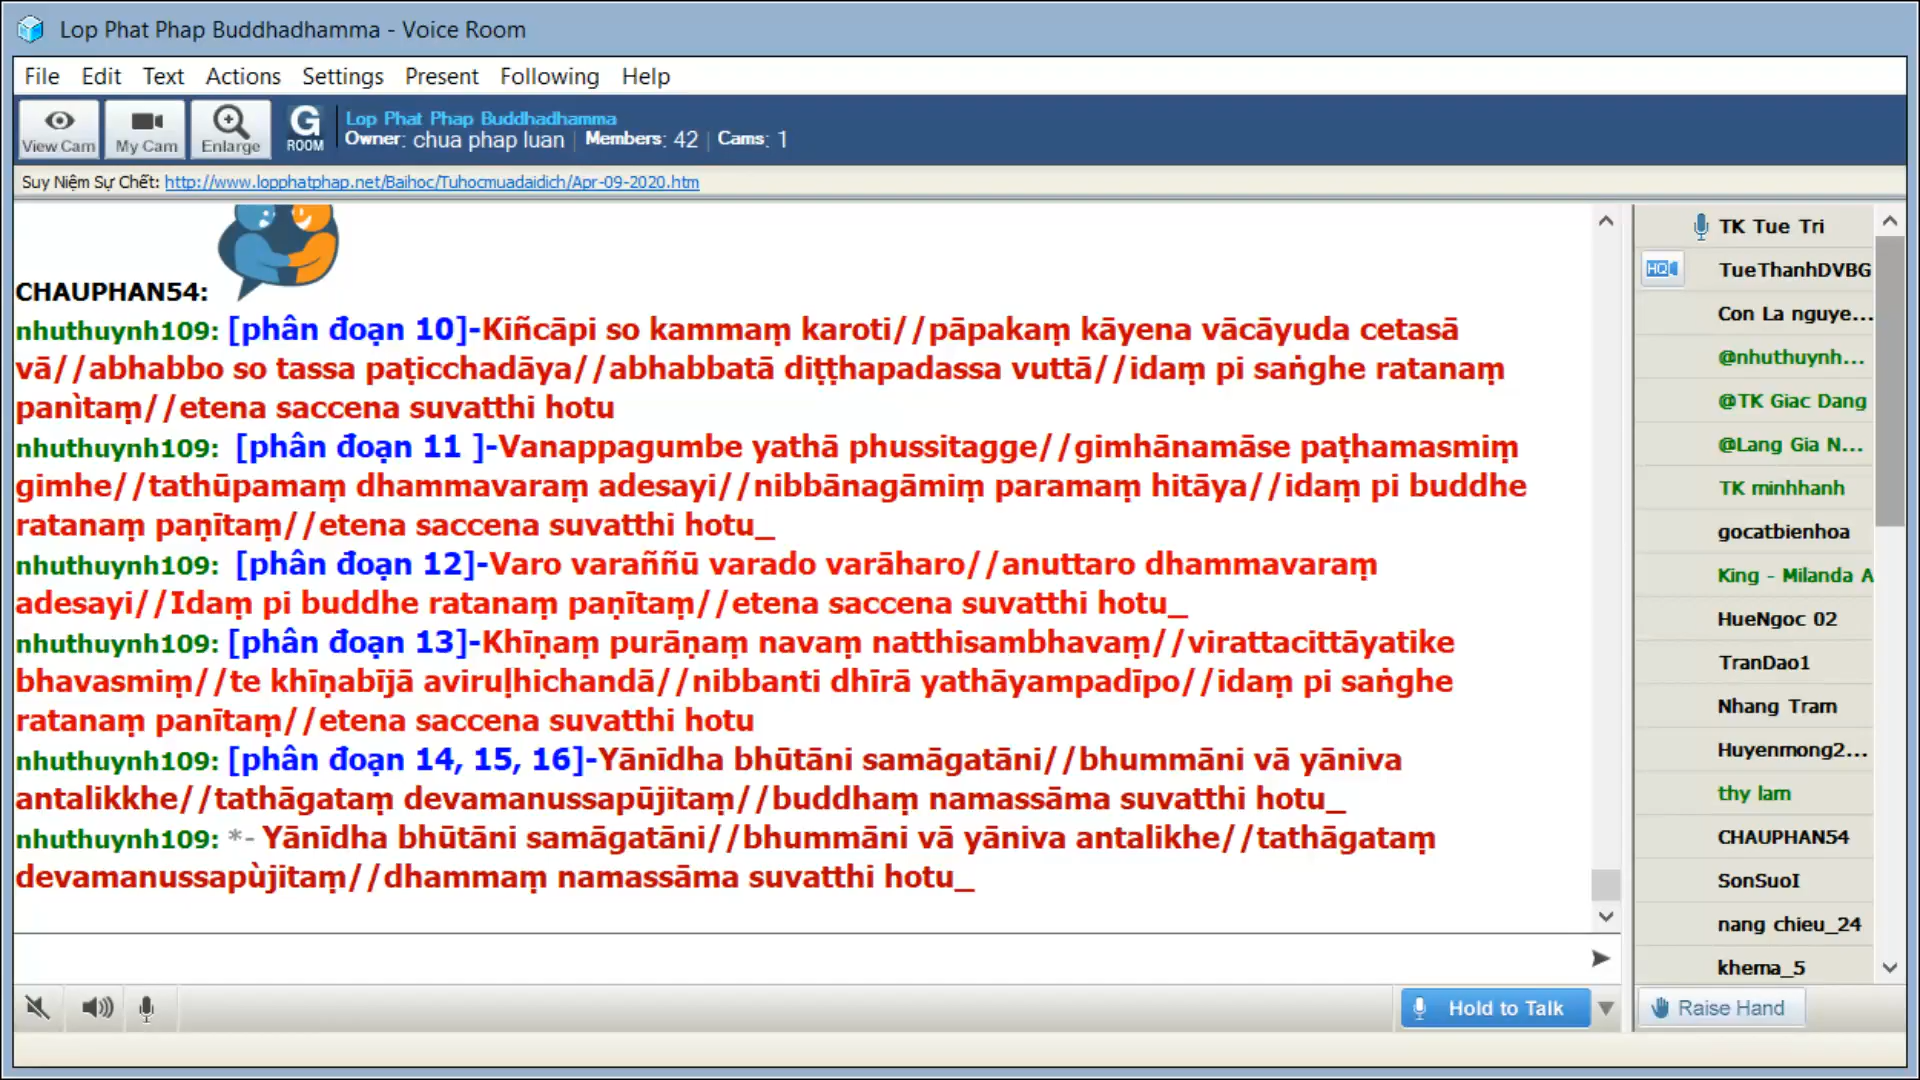 Lop Phat Phap Buddhadhamma - Voice Room
File Edit Text Actions Settings Present Following Help
View Cam My Cam Enlarge G ROOM
Lop Phat Phap Buddhadhamma
Owner: chua phap luan | Members: 42 | Cams: 1
Suy Niệm Sự Chết: http://www.lopphatphap.net/Baihoc/Tuhocmuadaidich/Apr-09-2020.htm
CHAUPHAN54:
nhuthuynh109: [phân đoạn 10]-Kiñcāpi so kammaṃ karoti//pāpakaṃ kāyena vācāyuda cetasā
vā//abhabbo so tassa paṭicchadāya//abhabbatā diṭṭhapadassa vuttā//idaṃ pi saṅghe ratanaṃ
panìtaṃ//etena saccena suvatthi hotu
nhuthuynh109: [phân đoạn 11 ]-Vanappagumbe yathā phussitagge//gimhānamāse paṭhamasmiṃ
gimhe//tathūpamaṃ dhammavaraṃ adesayi//nibbānagāmiṃ paramaṃ hitāya//idaṃ pi buddhe
ratanaṃ paṇītaṃ//etena saccena suvatthi hotu_
nhuthuynh109: [phân đoạn 12]-Varo varaññū varado varāharo//anuttaro dhammavaraṃ
adesayi//Idaṃ pi buddhe ratanaṃ paṇītaṃ//etena saccena suvatthi hotu_
nhuthuynh109: [phân đoạn 13]-Khīṇaṃ purāṇaṃ navaṃ natthisambhavaṃ//virattacittāyatike
bhavasmiṃ//te khīṇabījā aviruḷhichandā//nibbanti dhīrā yathāyampadīpo//idaṃ pi saṅghe
ratanaṃ panītaṃ//etena saccena suvatthi hotu
nhuthuynh109: [phân đoạn 14, 15, 16]-Yānīdha bhūtāni samāgatāni//bhummāni vā yāniva
antalikkhe//tathāgataṃ devamanussapūjitaṃ//buddhaṃ namassāma suvatthi hotu_
nhuthuynh109: *- Yānīdha bhūtāni samāgatāni//bhummāni vā yāniva antalikhe//tathāgataṃ
devamanussapùjitaṃ//dhammaṃ namassāma suvatthi hotu_
Hold to Talk
TK Tue Tri
HQ TueThanhDVBG
Con La nguye...
@nhuthuynh...
@TK Giac Dang
@Lang Gia N...
TK minhhanh
gocatbienhoa
King - Milanda A
HueNgoc 02
TranDao1
Nhang Tram
Huyenmong2...
thy lam
CHAUPHAN54
SonSuoI
nang chieu_24
khema_5
Raise Hand